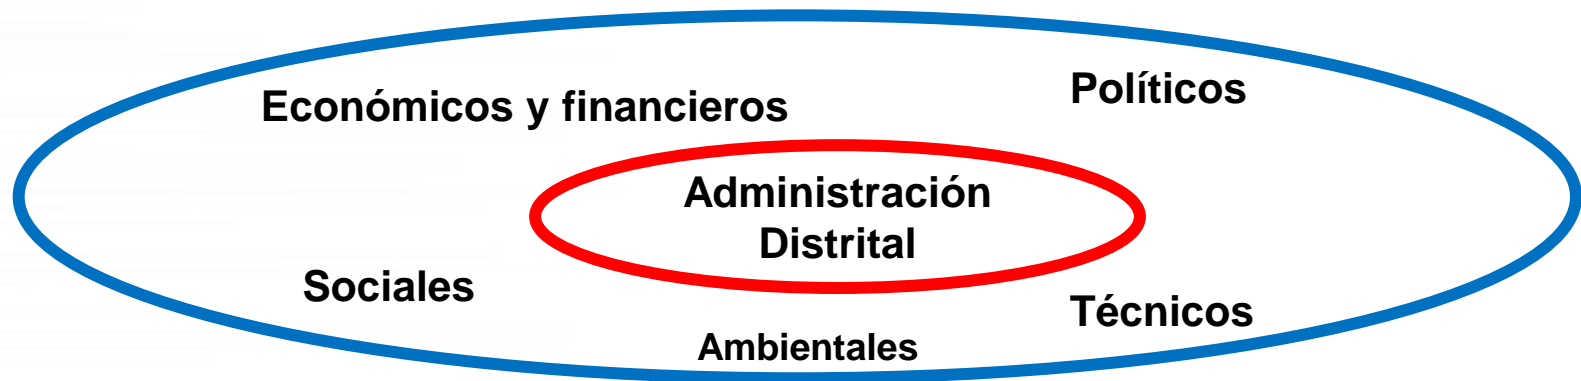 Políticos
Económicos y financieros
Administración
Distrital
Sociales
Técnicos
Ambientales